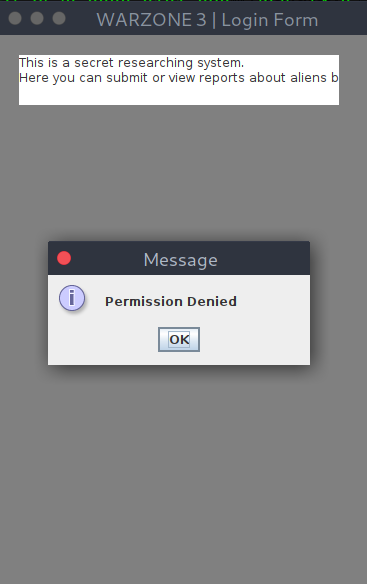 WARZONE 3 | Login Form
This is a secret researching system.
Here you can submit or view reports about aliens b
Message
Permission Denied
OK